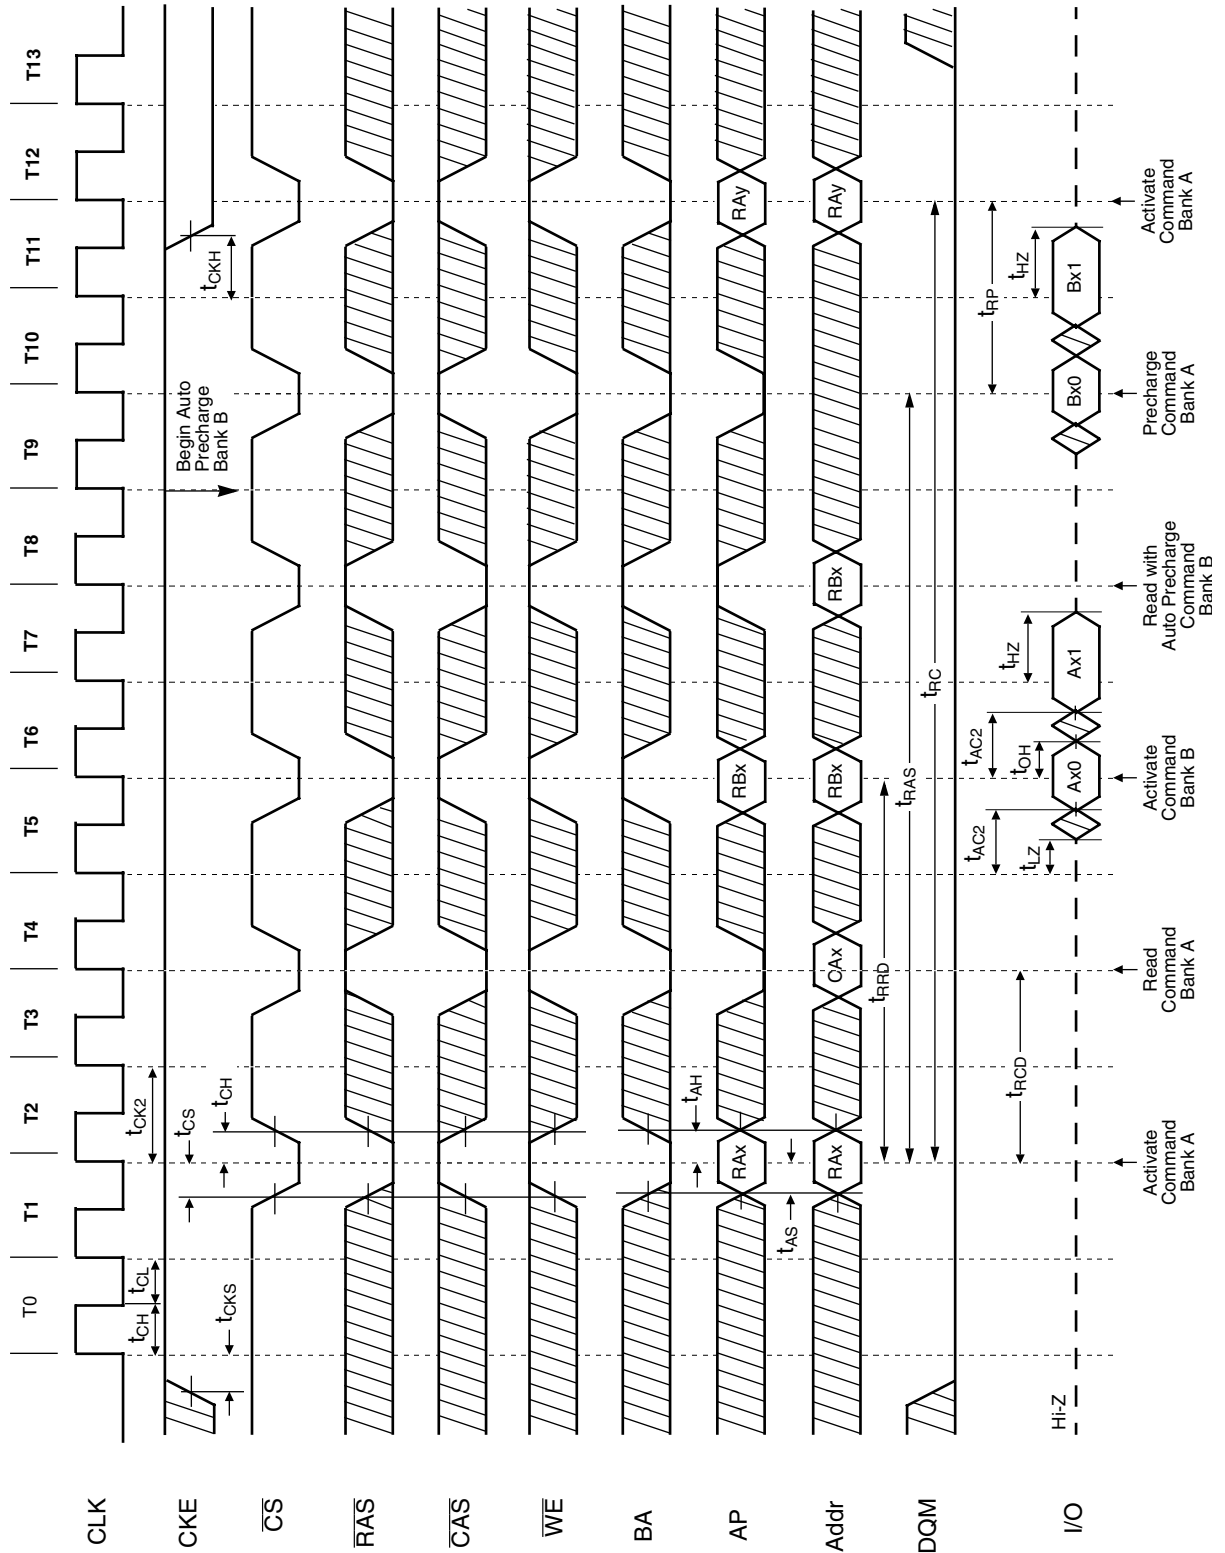 T0 T1 T2 T3 T4 T5 T6 T7 T8 T9 T10 T11 T12 T13
CLK
tCH tCL tCK2
CKE
tCKS tCS tCH
Begin Auto
Precharge
Bank B
tCKH
CS
RAS
CAS
WE
BA
tAH
AP
RAx RBx RAy
tAS
Addr
RAx CAx RBx RBx RAy
tRRD
tRAS
tRC
DQM
tRCD tAC2 tAC2 tRP
tLZ tOH tHZ tHZ
I/O
Hi-Z
Ax0 Ax1 Bx0 Bx1
Activate
Command
Bank A
Read
Command
Bank A
Activate
Command
Bank B
Read with
Auto Precharge
Command
Bank B
Precharge
Command
Bank A
Activate
Command
Bank A